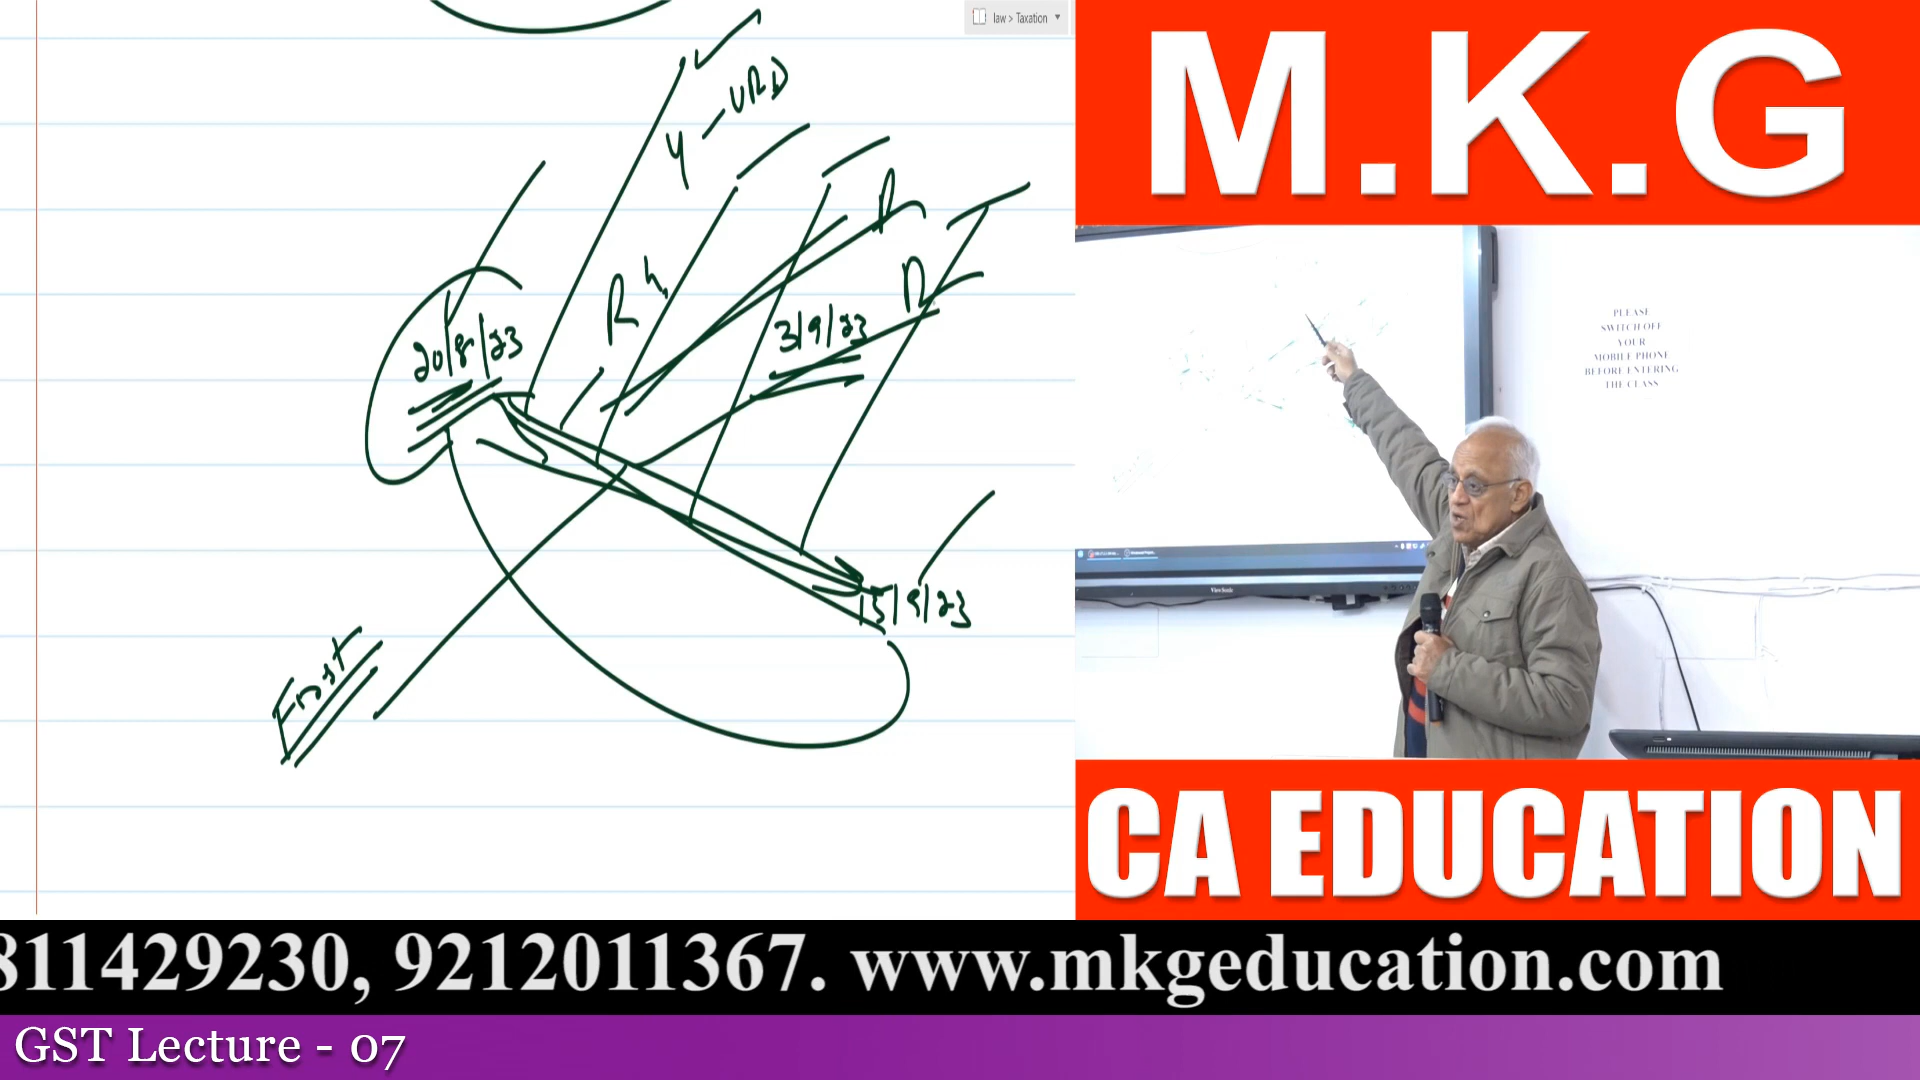 law > Taxation
Y - URD
R
R
R
20/8/23
3/9/23
15/9/23
M.K.G
PLEASE
SWITCH OFF
YOUR
MOBILE PHONE
BEFORE ENTERING
THE CLASS
ViewSonic
CA EDUCATION
811429230, 9212011367. www.mkgeducation.com
GST Lecture - 07